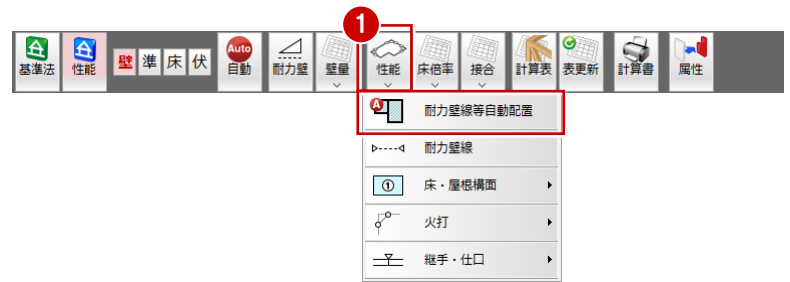 1
基準法 性能 壁 準 床 伏 Auto 自動 耐力壁 壁量 性能 床倍率 接合 計算表 表更新 計算書 属性
A 耐力壁線等自動配置
耐力壁線
① 床・屋根構面
火打
継手・仕口